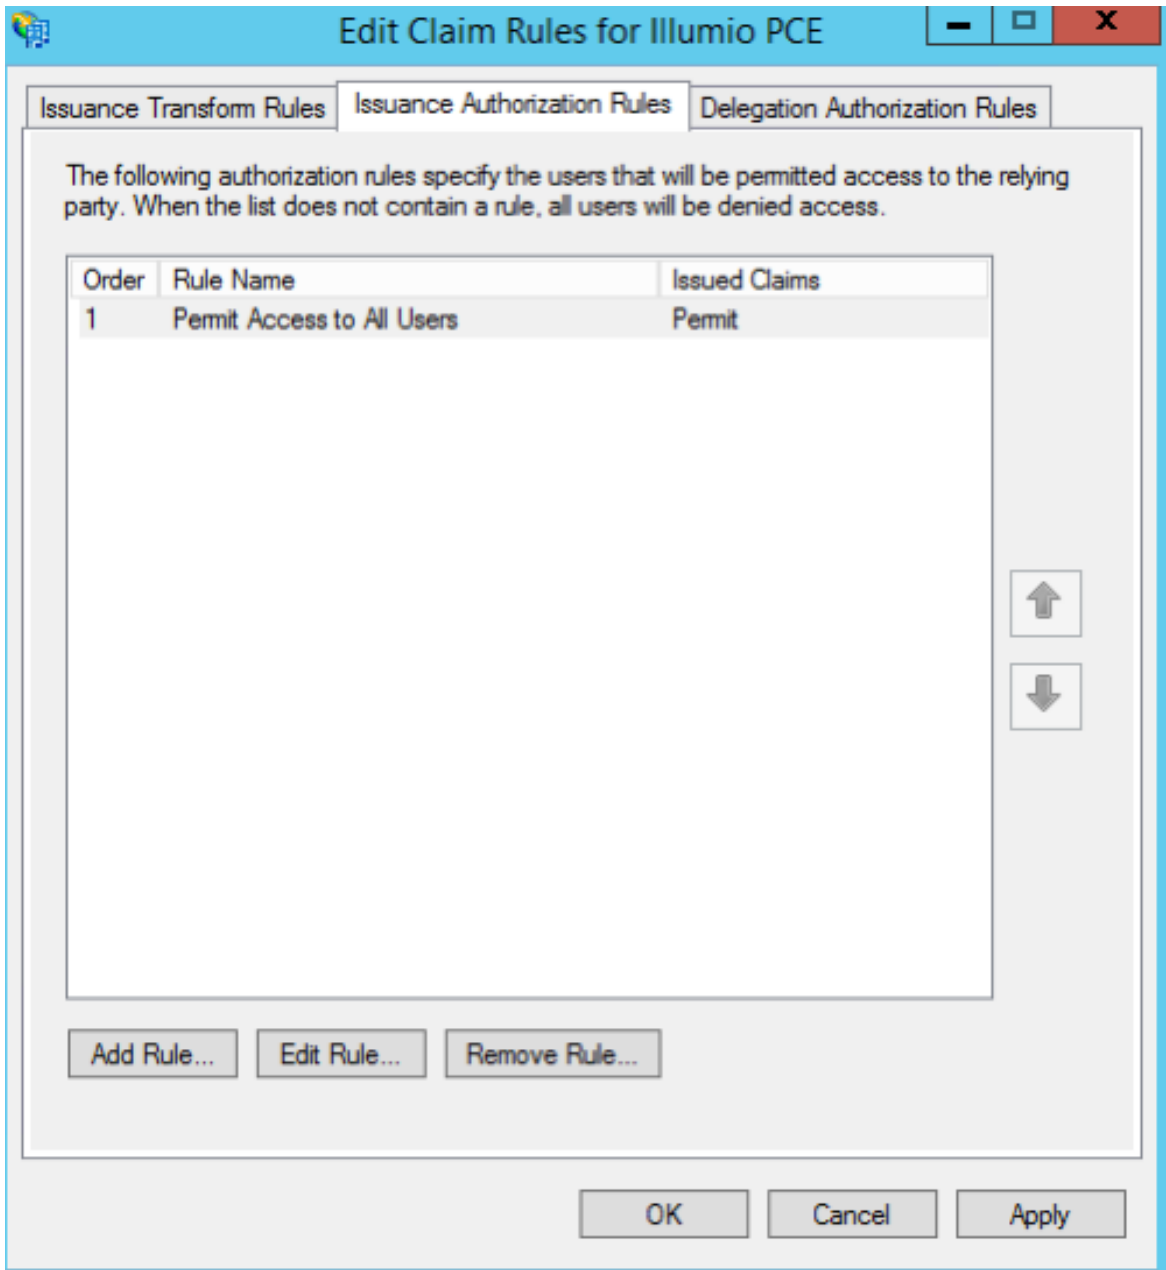 Edit Claim Rules for Illumio PCE
Issuance Transform Rules Issuance Authorization Rules Delegation Authorization Rules
The following authorization rules specify the users that will be permitted access to the relying
party. When the list does not contain a rule, all users will be denied access.
Order Rule Name Issued Claims
1 Permit Access to All Users Permit
Add Rule... Edit Rule... Remove Rule...
OK Cancel Apply